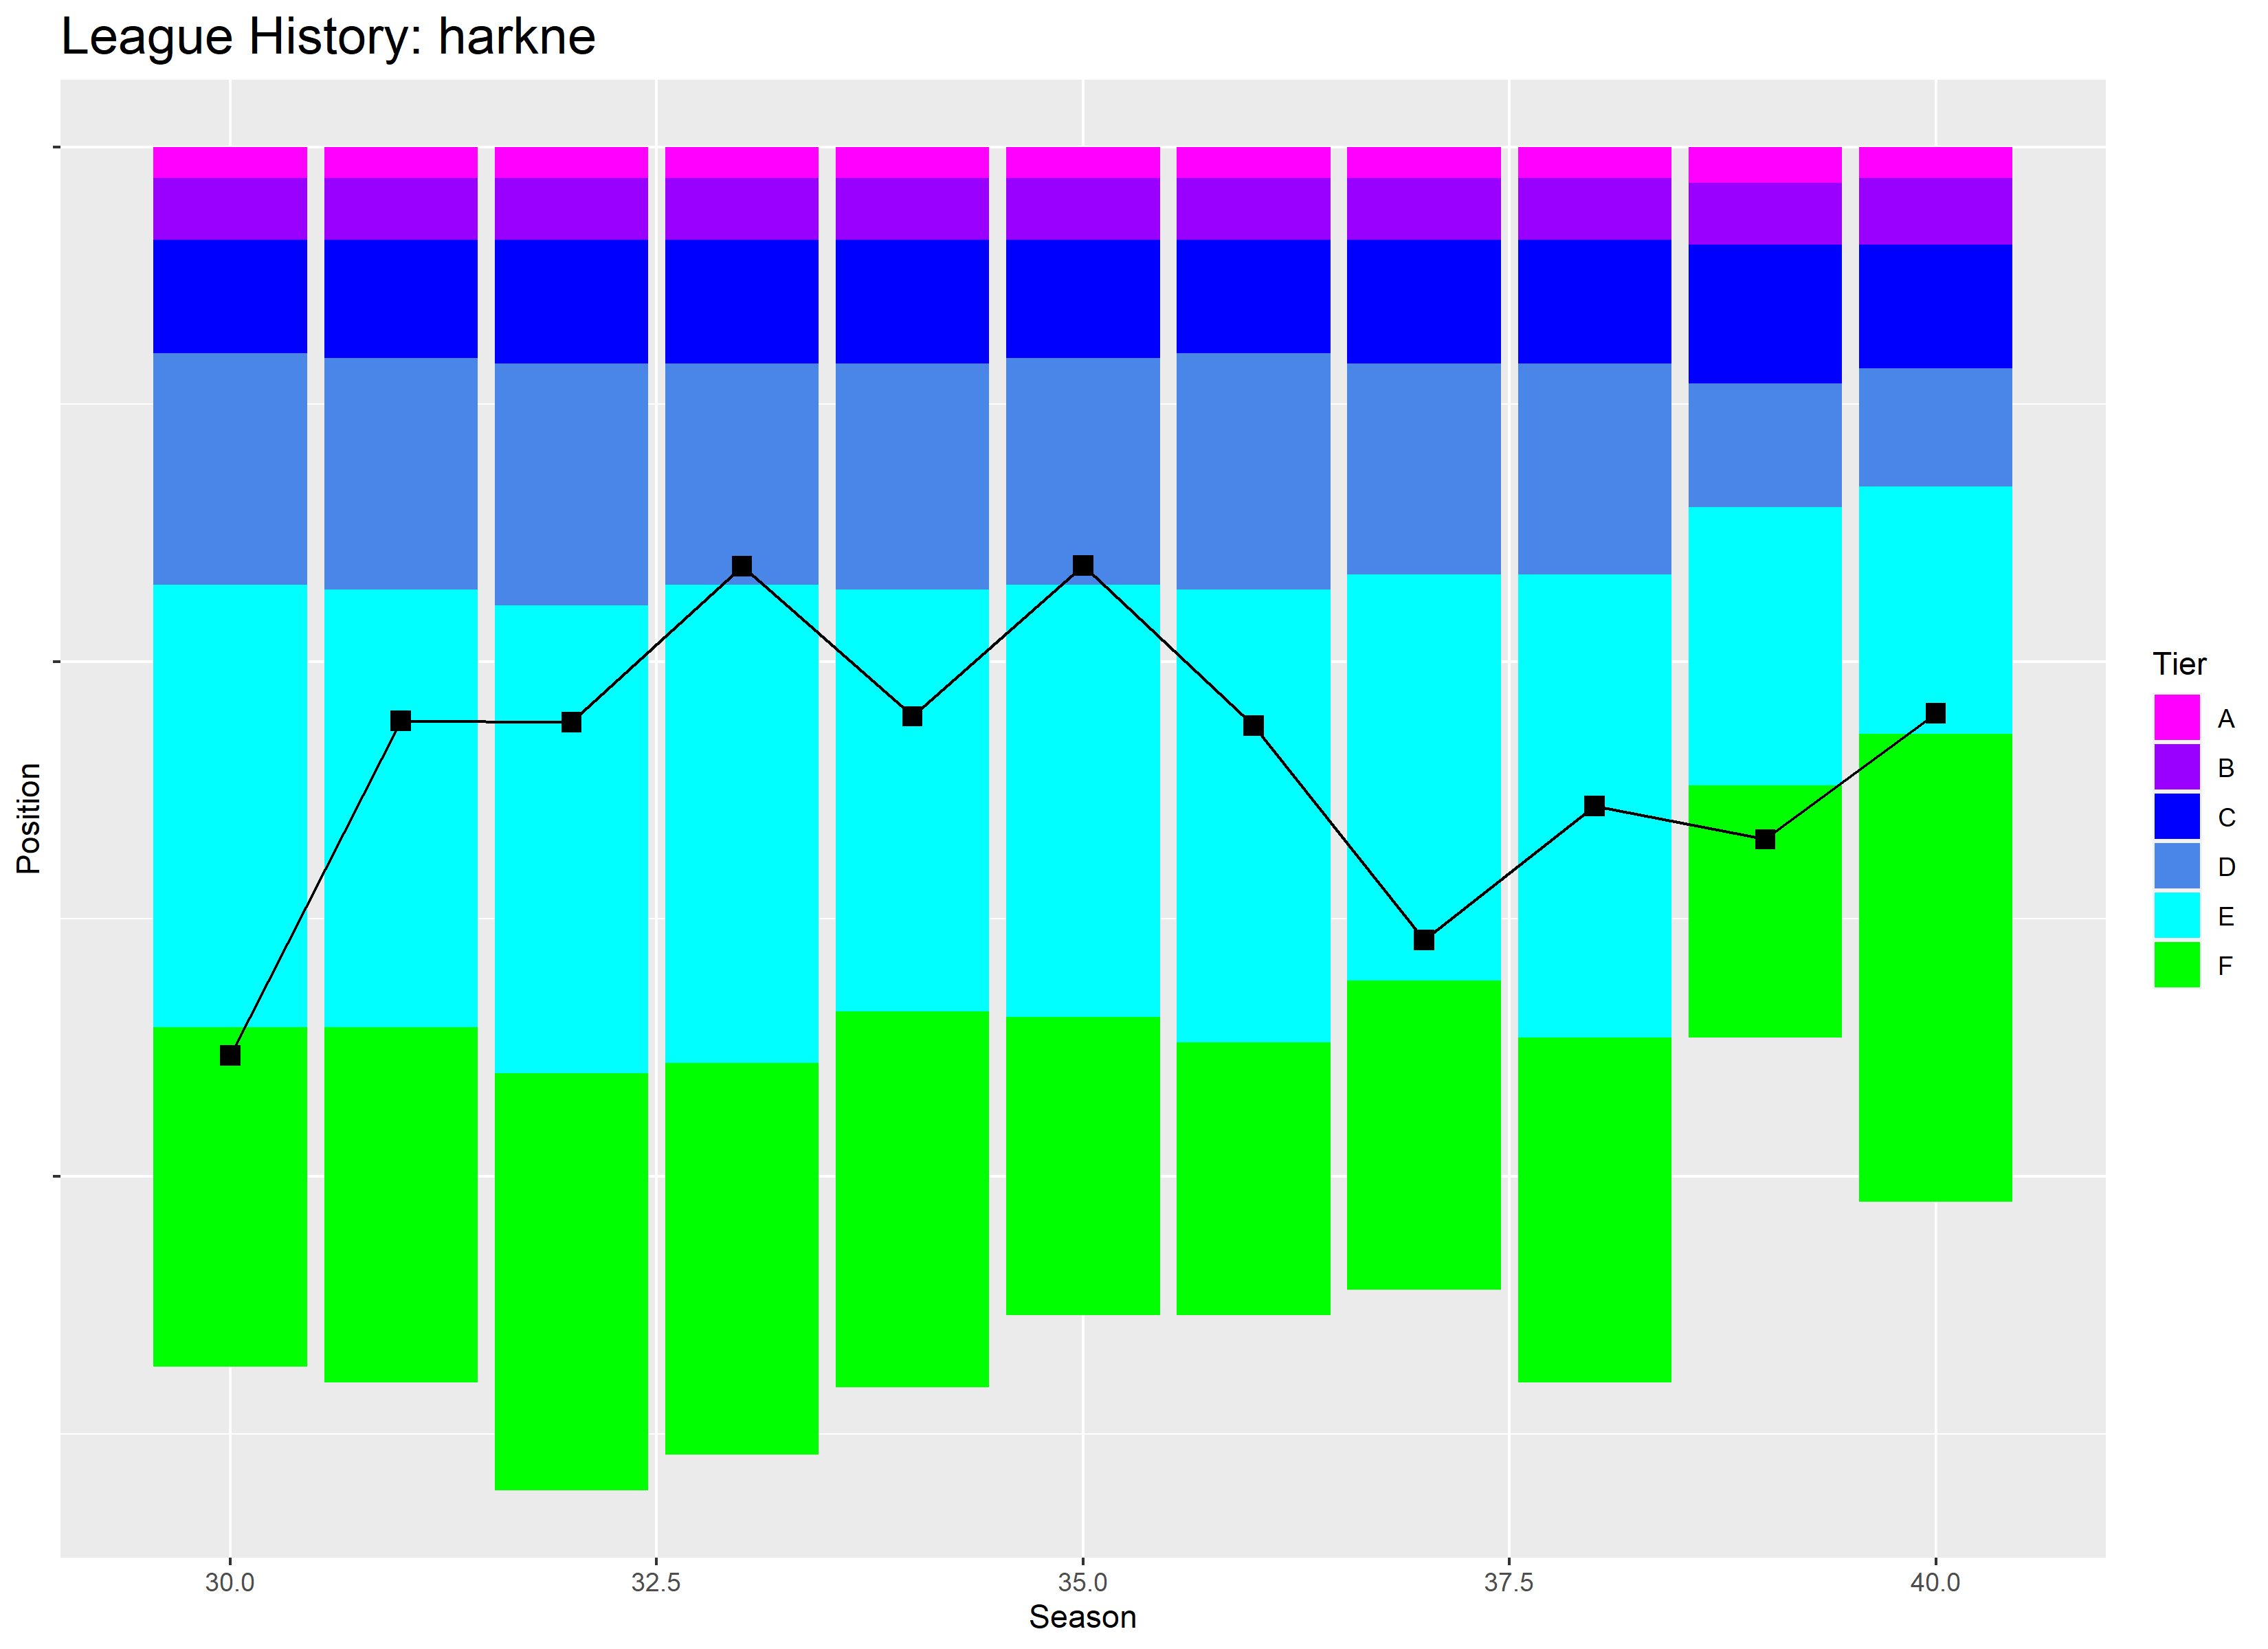 League History: harkne
Position
30.0
32.5
35.0
37.5
40.0
Season
Tier
A
B
C
D
E
F